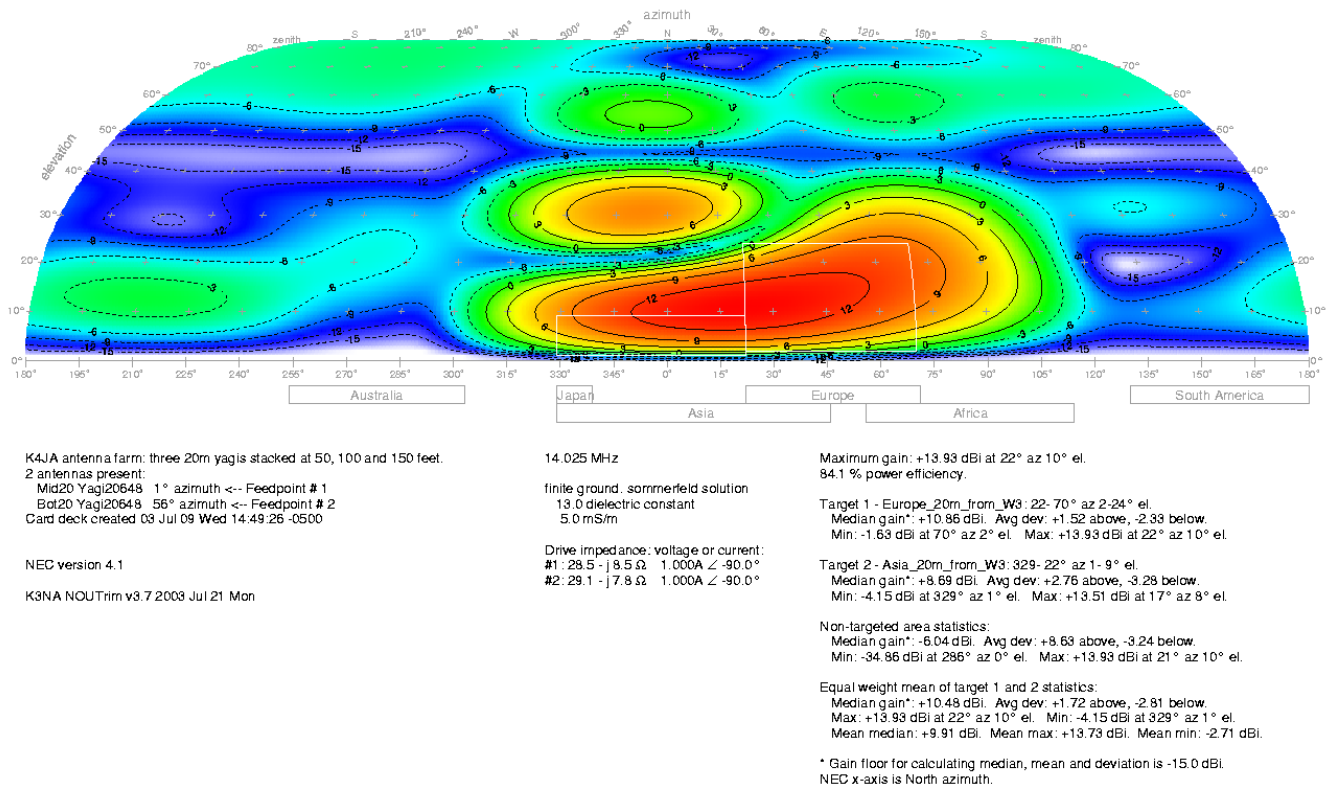 azimuth
S 210° 240° W 300° 330° N 30° 60° E 120° 150° S
zenith zenith
80° 80°
70° 70°
60° 60°
50° 50°
40° 40°
30° 30°
20° 20°
10° 10°
0° 0°
elevation
180° 195° 210° 225° 240° 255° 270° 285° 300° 315° 330° 345° 0° 15° 30° 45° 60° 75° 90° 105° 120° 135° 150° 165° 180°
Australia Japan Europe South America
Asia Africa
K4JA antenna farm: three 20m yagis stacked at 50, 100 and 150 feet.
2 antennas present:
Mid20 Yagi20648 1° azimuth <-- Feedpoint # 1
Bot20 Yagi20648 56° azimuth <-- Feedpoint # 2
Card deck created 03 Jul 09 Wed 14:49:26 -0500
NEC version 4.1
K3NA NOUTrim v3.7 2003 Jul 21 Mon
14.025 MHz
finite ground. sommerfeld solution
13.0 dielectric constant
5.0 mS/m
Drive impedance: voltage or current:
#1: 28.5 - j 8.5 Ω 1.000A ∠ -90.0°
#2: 29.1 - j 7.8 Ω 1.000A ∠ -90.0°
Maximum gain: +13.93 dBi at 22° az 10° el.
84.1 % power efficiency.
Target 1 - Europe_20m_from_W3: 22- 70° az 2-24° el.
Median gain*: +10.86 dBi. Avg dev: +1.52 above, -2.33 below.
Min: -1.63 dBi at 70° az 2° el. Max: +13.93 dBi at 22° az 10° el.
Target 2 - Asia_20m_from_W3: 329- 22° az 1- 9° el.
Median gain*: +8.69 dBi. Avg dev: +2.76 above, -3.28 below.
Min: -4.15 dBi at 329° az 1° el. Max: +13.51 dBi at 17° az 8° el.
Non-targeted area statistics:
Median gain*: -6.04 dBi. Avg dev: +8.63 above, -3.24 below.
Min: -34.86 dBi at 286° az 0° el. Max: +13.93 dBi at 21° az 10° el.
Equal weight mean of target 1 and 2 statistics:
Median gain*: +10.48 dBi. Avg dev: +1.72 above, -2.81 below.
Max: +13.93 dBi at 22° az 10° el. Min: -4.15 dBi at 329° az 1° el.
Mean median: +9.91 dBi. Mean max: +13.73 dBi. Mean min: -2.71 dBi.
* Gain floor for calculating median, mean and deviation is -15.0 dBi.
NEC x-axis is North azimuth.